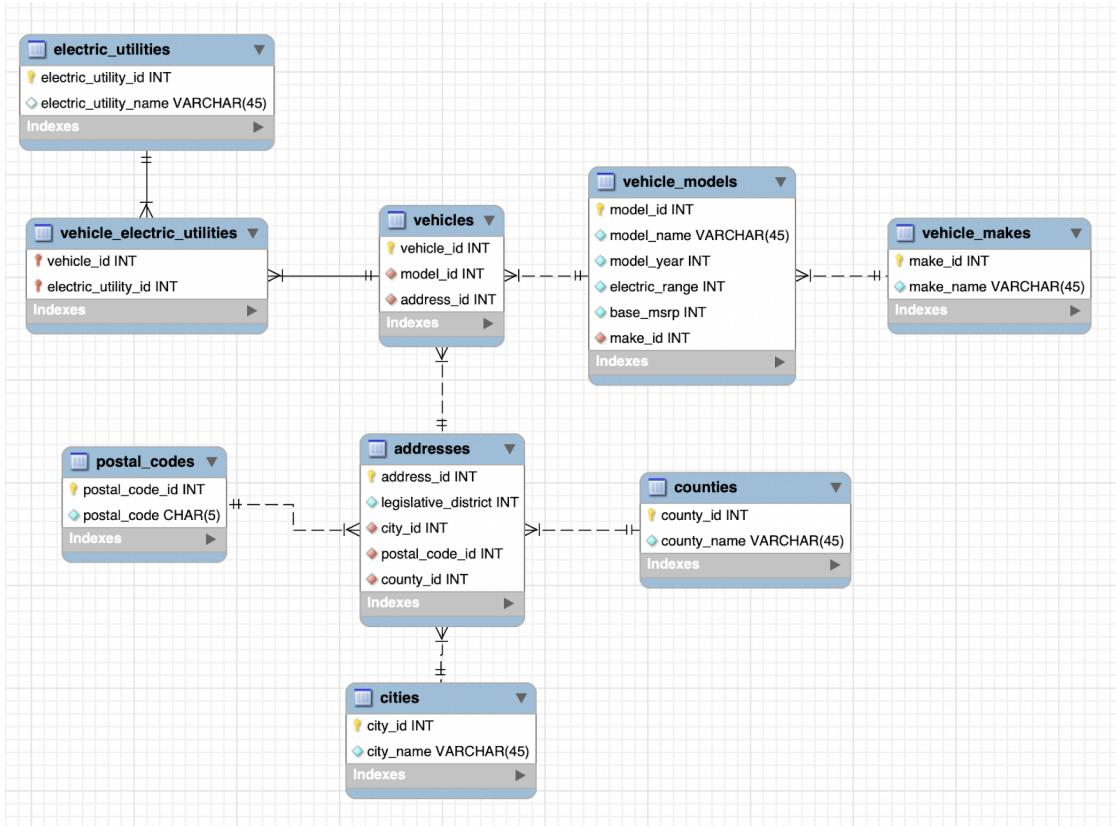 electric_utilities
electric_utility_id INT
electric_utility_name VARCHAR(45)
Indexes
vehicle_electric_utilities
vehicle_id INT
electric_utility_id INT
Indexes
vehicles
vehicle_id INT
model_id INT
address_id INT
Indexes
vehicle_models
model_id INT
model_name VARCHAR(45)
model_year INT
electric_range INT
base_msrp INT
make_id INT
Indexes
vehicle_makes
make_id INT
make_name VARCHAR(45)
Indexes
postal_codes
postal_code_id INT
postal_code CHAR(5)
Indexes
addresses
address_id INT
legislative_district INT
city_id INT
postal_code_id INT
county_id INT
Indexes
counties
county_id INT
county_name VARCHAR(45)
Indexes
cities
city_id INT
city_name VARCHAR(45)
Indexes